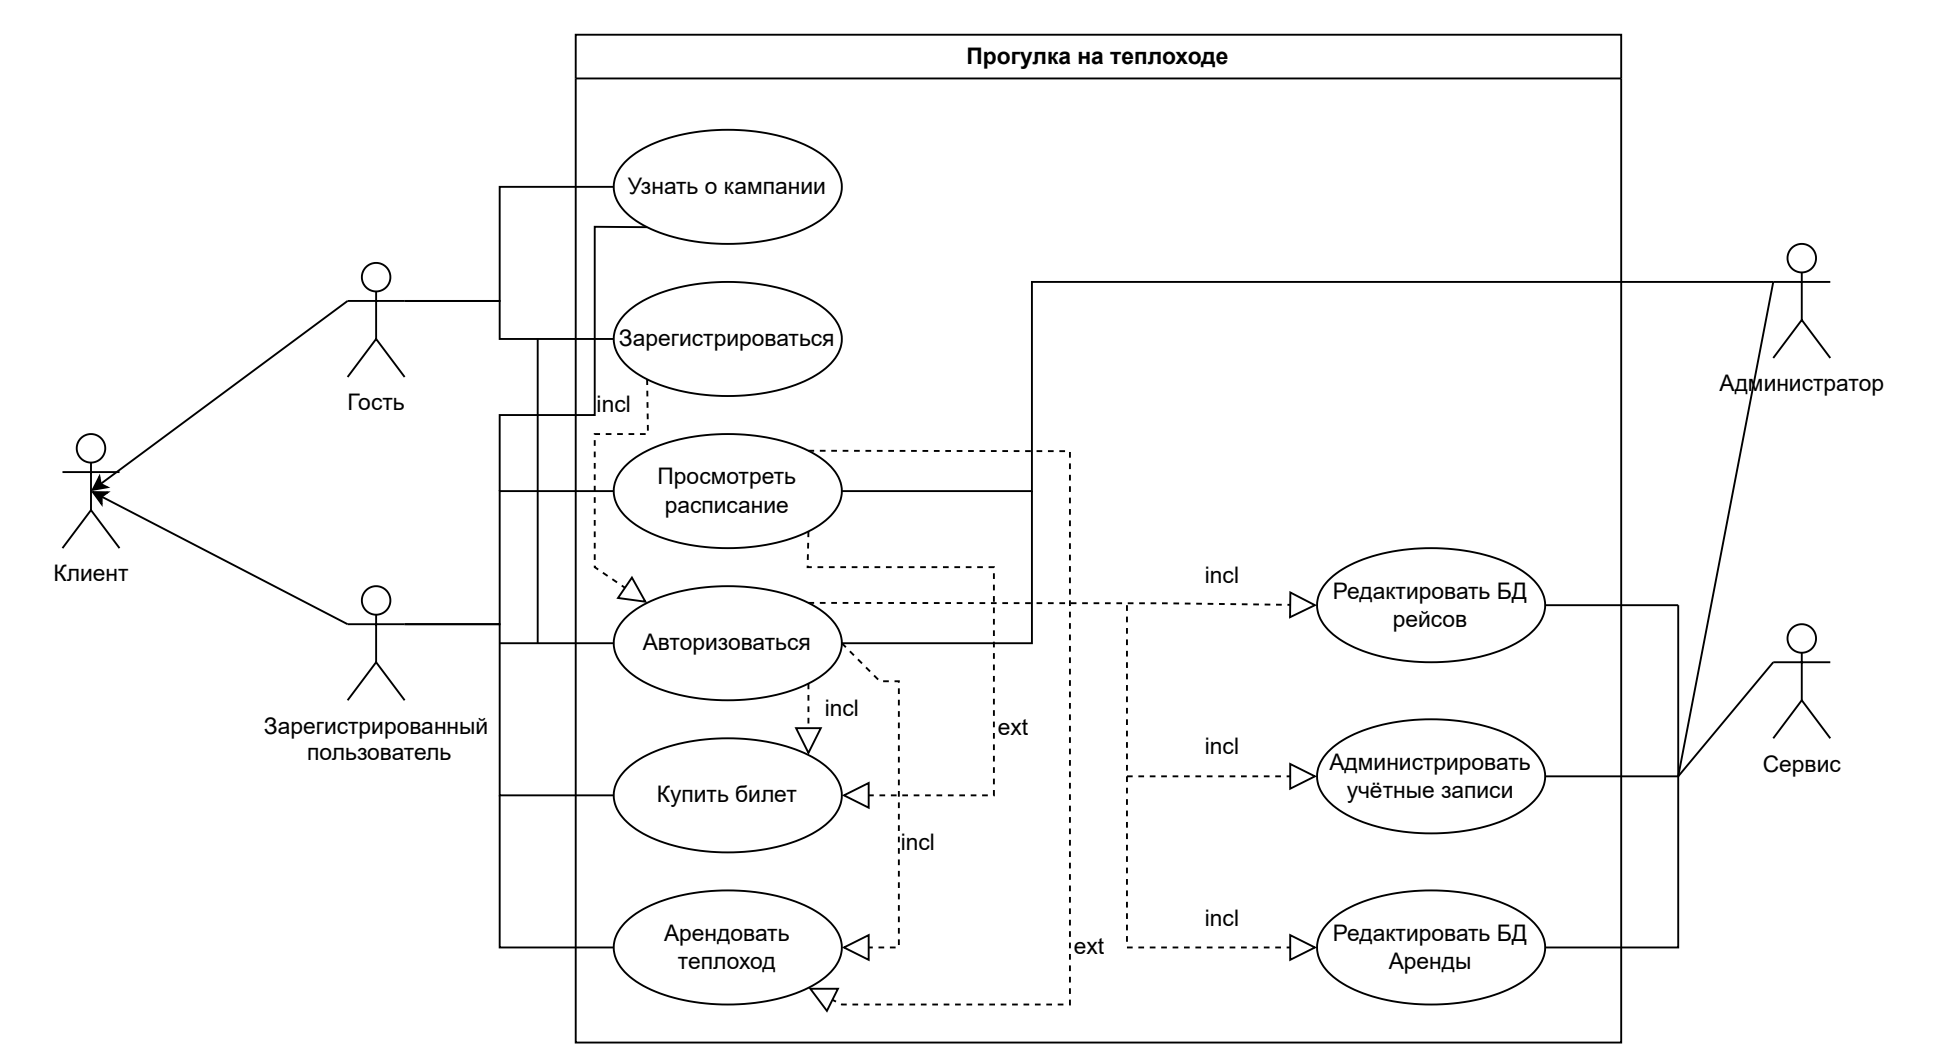 Прогулка на теплоходе
Узнать о кампании
Зарегистрироваться
Администратор
Гость
incl
Просмотреть
расписание
Клиент
incl
Редактировать БД
рейсов
Авторизоваться
incl
ext
Зарегистрированный
пользователь
incl
Администрировать
учётные записи
Сервис
Купить билет
incl
incl
Арендовать
теплоход
ext
Редактировать БД
Аренды